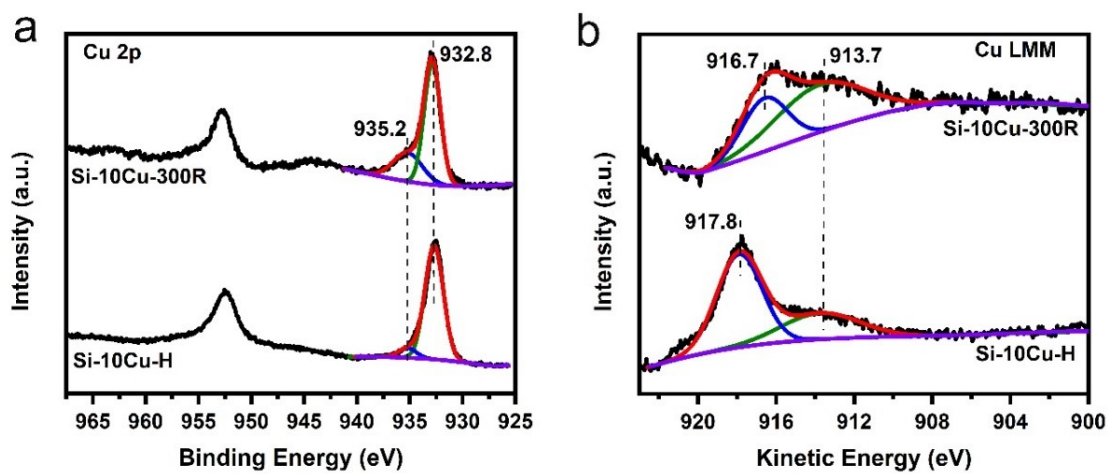 a
Cu 2p
932.8
935.2
Si-10Cu-300R
Si-10Cu-H
Intensity (a.u.)
965 960 955 950 945 940 935 930 925
Binding Energy (eV)
b
Cu LMM
916.7
913.7
Si-10Cu-300R
917.8
Si-10Cu-H
Intensity (a.u.)
920 916 912 908 904 900
Kinetic Energy (eV)